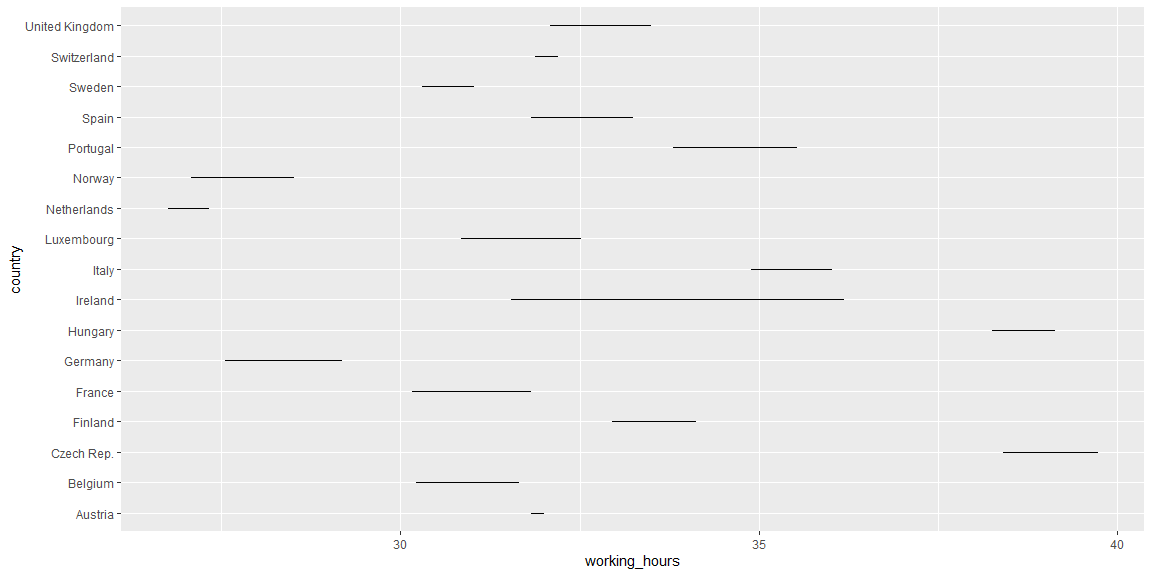 United Kingdom
Switzerland
Sweden
Spain
Portugal
Norway
Netherlands
Luxembourg
Italy
Ireland
Hungary
Germany
France
Finland
Czech Rep.
Belgium
Austria
country
30 35 40
working_hours